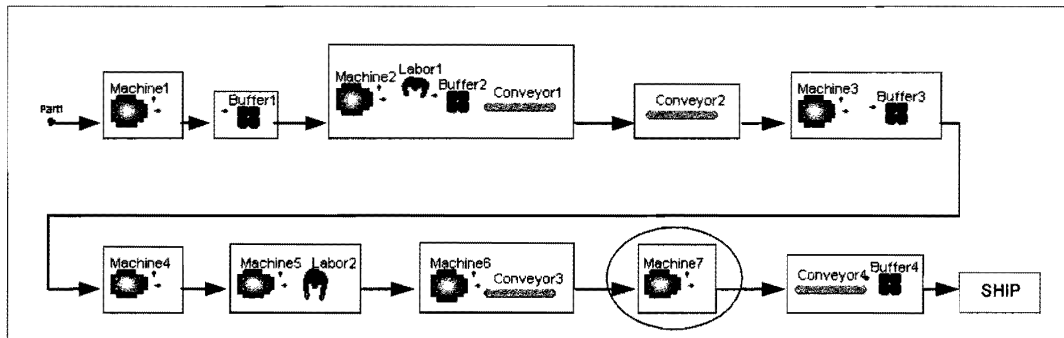 Part1
Machine1
Buffer1
Machine2
Labor1
Buffer2
Conveyor1
Conveyor2
Machine3
Buffer3
Machine4
Machine5
Labor2
Machine6
Conveyor3
Machine7
Conveyor4
Buffer4
SHIP